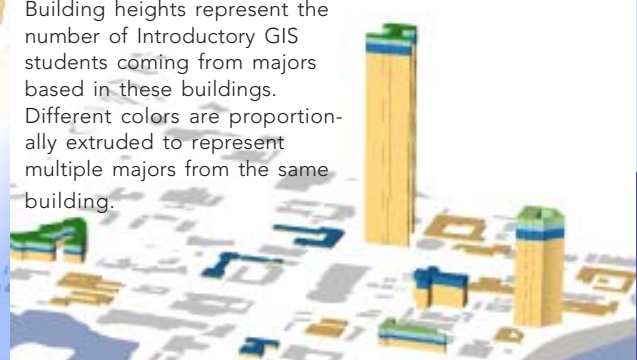 Building heights represent the
number of Introductory GIS
students coming from majors
based in these buildings.
Different colors are proportion-
ally extruded to represent
multiple majors from the same
building.